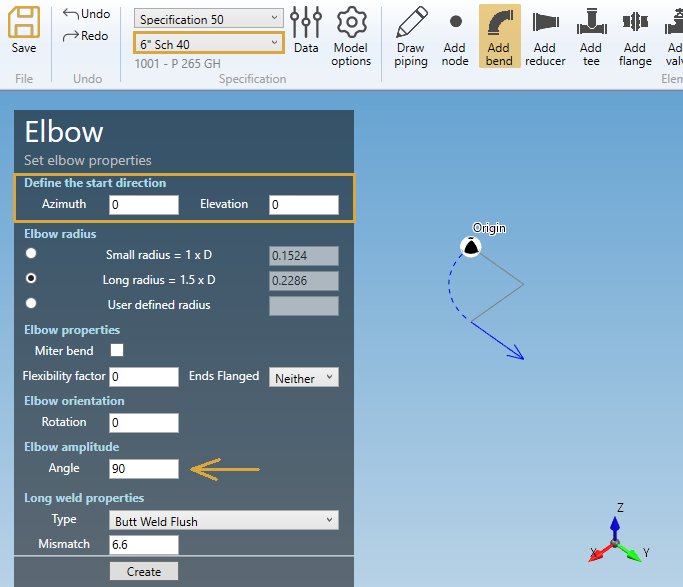 Undo
Redo
Save
File
Undo
Specification 50
6" Sch 40
1001 - P 265 GH
Data
Model options
Specification
Draw piping
Add node
Add bend
Add reducer
Add tee
Add flange
Add
Elbow
Set elbow properties
Define the start direction
Azimuth 0 Elevation 0
Elbow radius
Small radius = 1 x D 0.1524
Long radius = 1.5 x D 0.2286
User defined radius
Elbow properties
Miter bend
Flexibility factor 0 Ends Flanged Neither
Elbow orientation
Rotation 0
Elbow amplitude
Angle 90
Long weld properties
Type Butt Weld Flush
Mismatch 6.6
Create
Origin
Z
X
Y